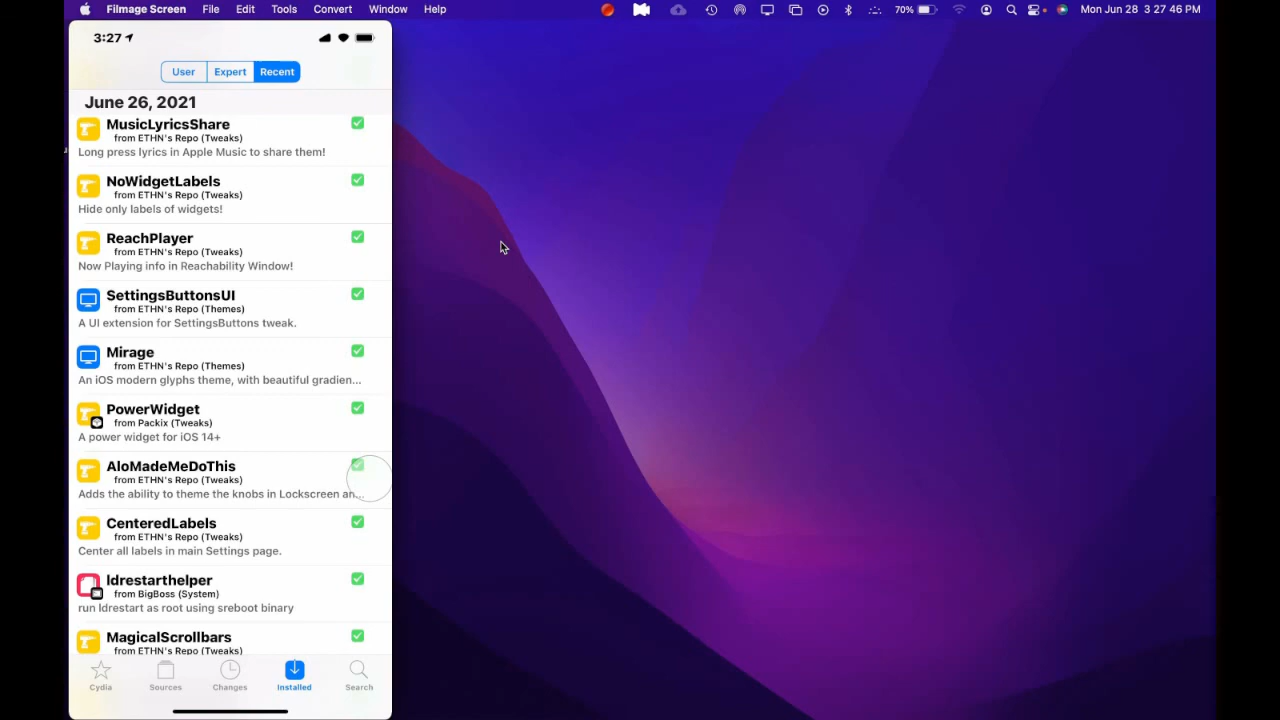 Filmage Screen File Edit Tools Convert Window Help 70% Mon Jun 28 3 27 46 PM
3:27
User Expert Recent
June 26, 2021
MusicLyricsShare
from ETHN's Repo (Tweaks)
Long press lyrics in Apple Music to share them!
NoWidgetLabels
from ETHN's Repo (Tweaks)
Hide only labels of widgets!
ReachPlayer
from ETHN's Repo (Tweaks)
Now Playing info in Reachability Window!
SettingsButtonsUI
from ETHN's Repo (Themes)
A UI extension for SettingsButtons tweak.
Mirage
from ETHN's Repo (Themes)
An iOS modern glyphs theme, with beautiful gradien...
PowerWidget
from Packix (Tweaks)
A power widget for iOS 14+
AloMadeMeDoThis
from ETHN's Repo (Tweaks)
Adds the ability to theme the knobs in Lockscreen an...
CenteredLabels
from ETHN's Repo (Tweaks)
Center all labels in main Settings page.
ldrestarthelper
from BigBoss (System)
run ldrestart as root using sreboot binary
MagicalScrollbars
from ETHN's Repo (Tweaks)
Cydia Sources Changes Installed Search